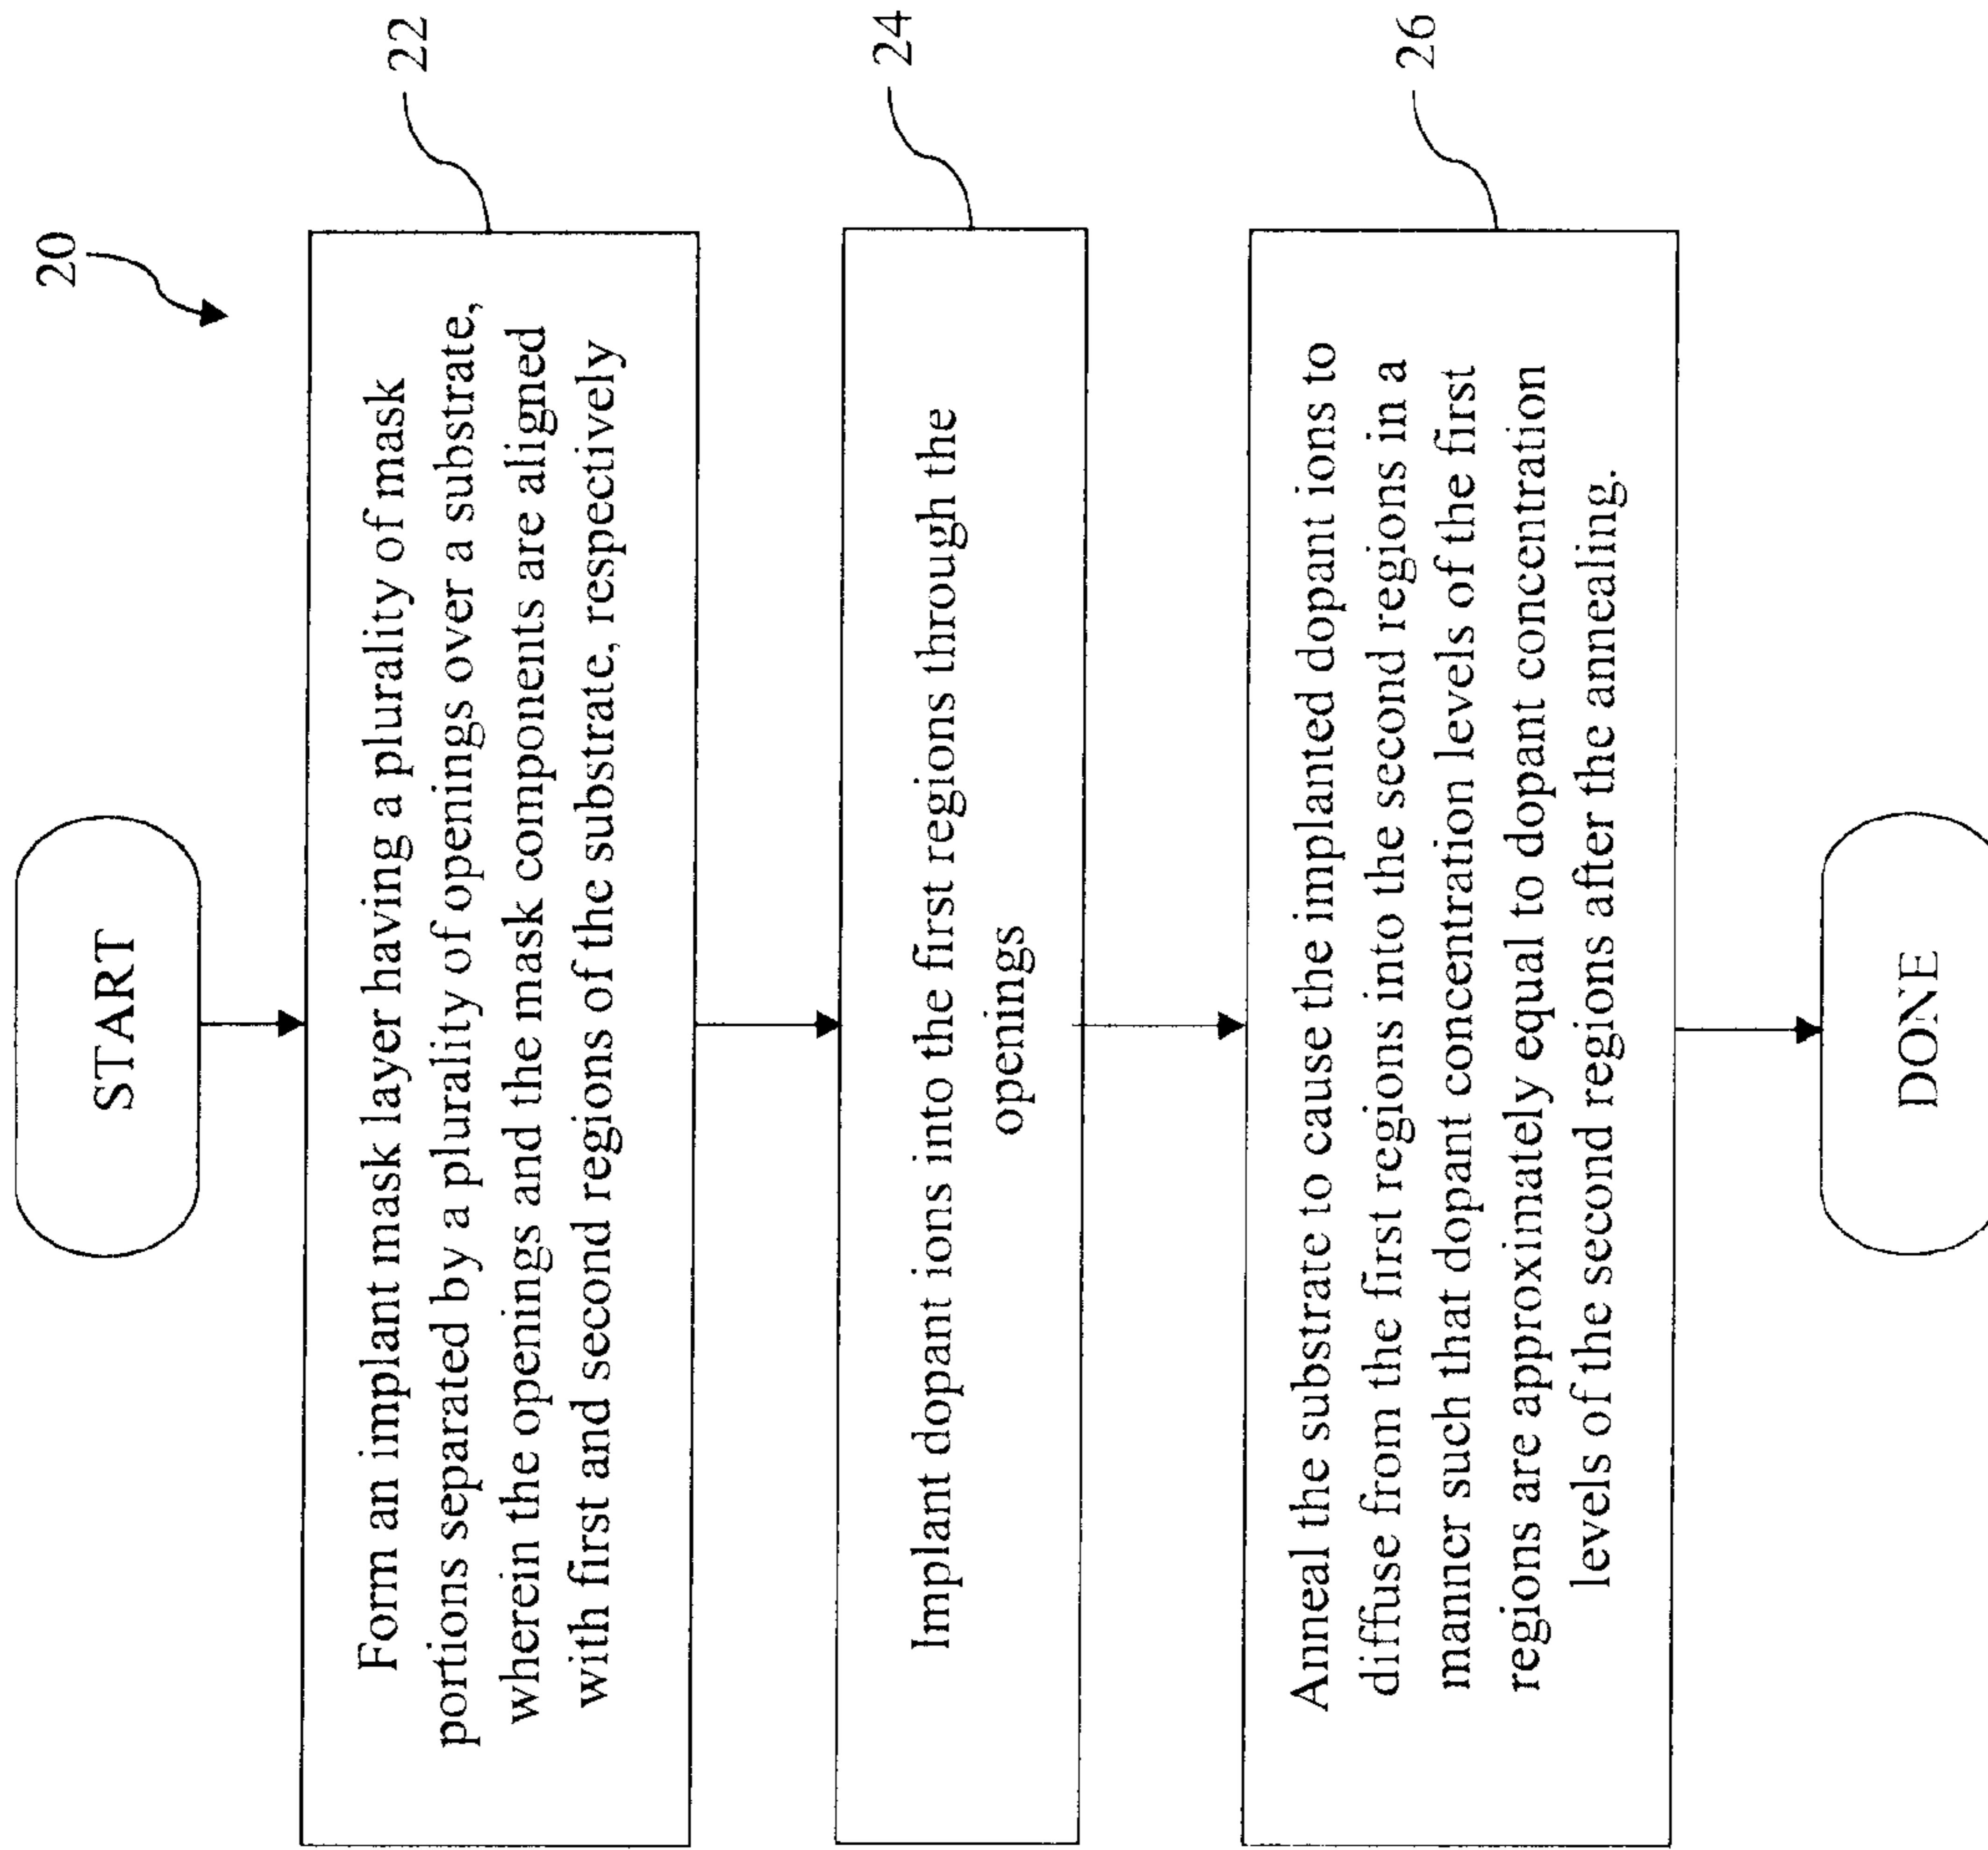 20
START
Form an implant mask layer having a plurality of mask
portions separated by a plurality of openings over a substrate,
wherein the openings and the mask components are aligned
with first and second regions of the substrate, respectively
22
Implant dopant ions into the first regions through the
openings
24
Anneal the substrate to cause the implanted dopant ions to
diffuse from the first regions into the second regions in a
manner such that dopant concentration levels of the first
regions are approximately equal to dopant concentration
levels of the second regions after the annealing.
26
DONE